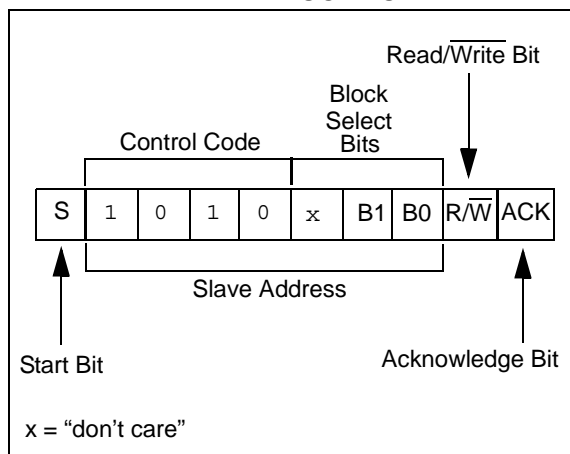 Read/Write Bit
Block
Select
Bits
Control Code
S 1 0 1 0 x B1 B0 R/W ACK
Slave Address
Start Bit
Acknowledge Bit
x = “don’t care”